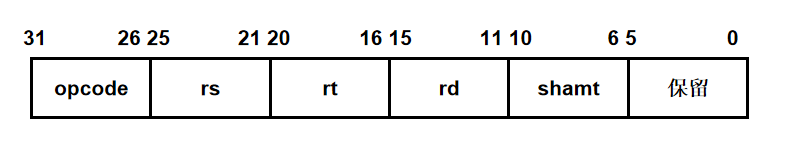 31 26 25 21 20 16 15 11 10 6 5 0
opcode rs rt rd shamt 保留